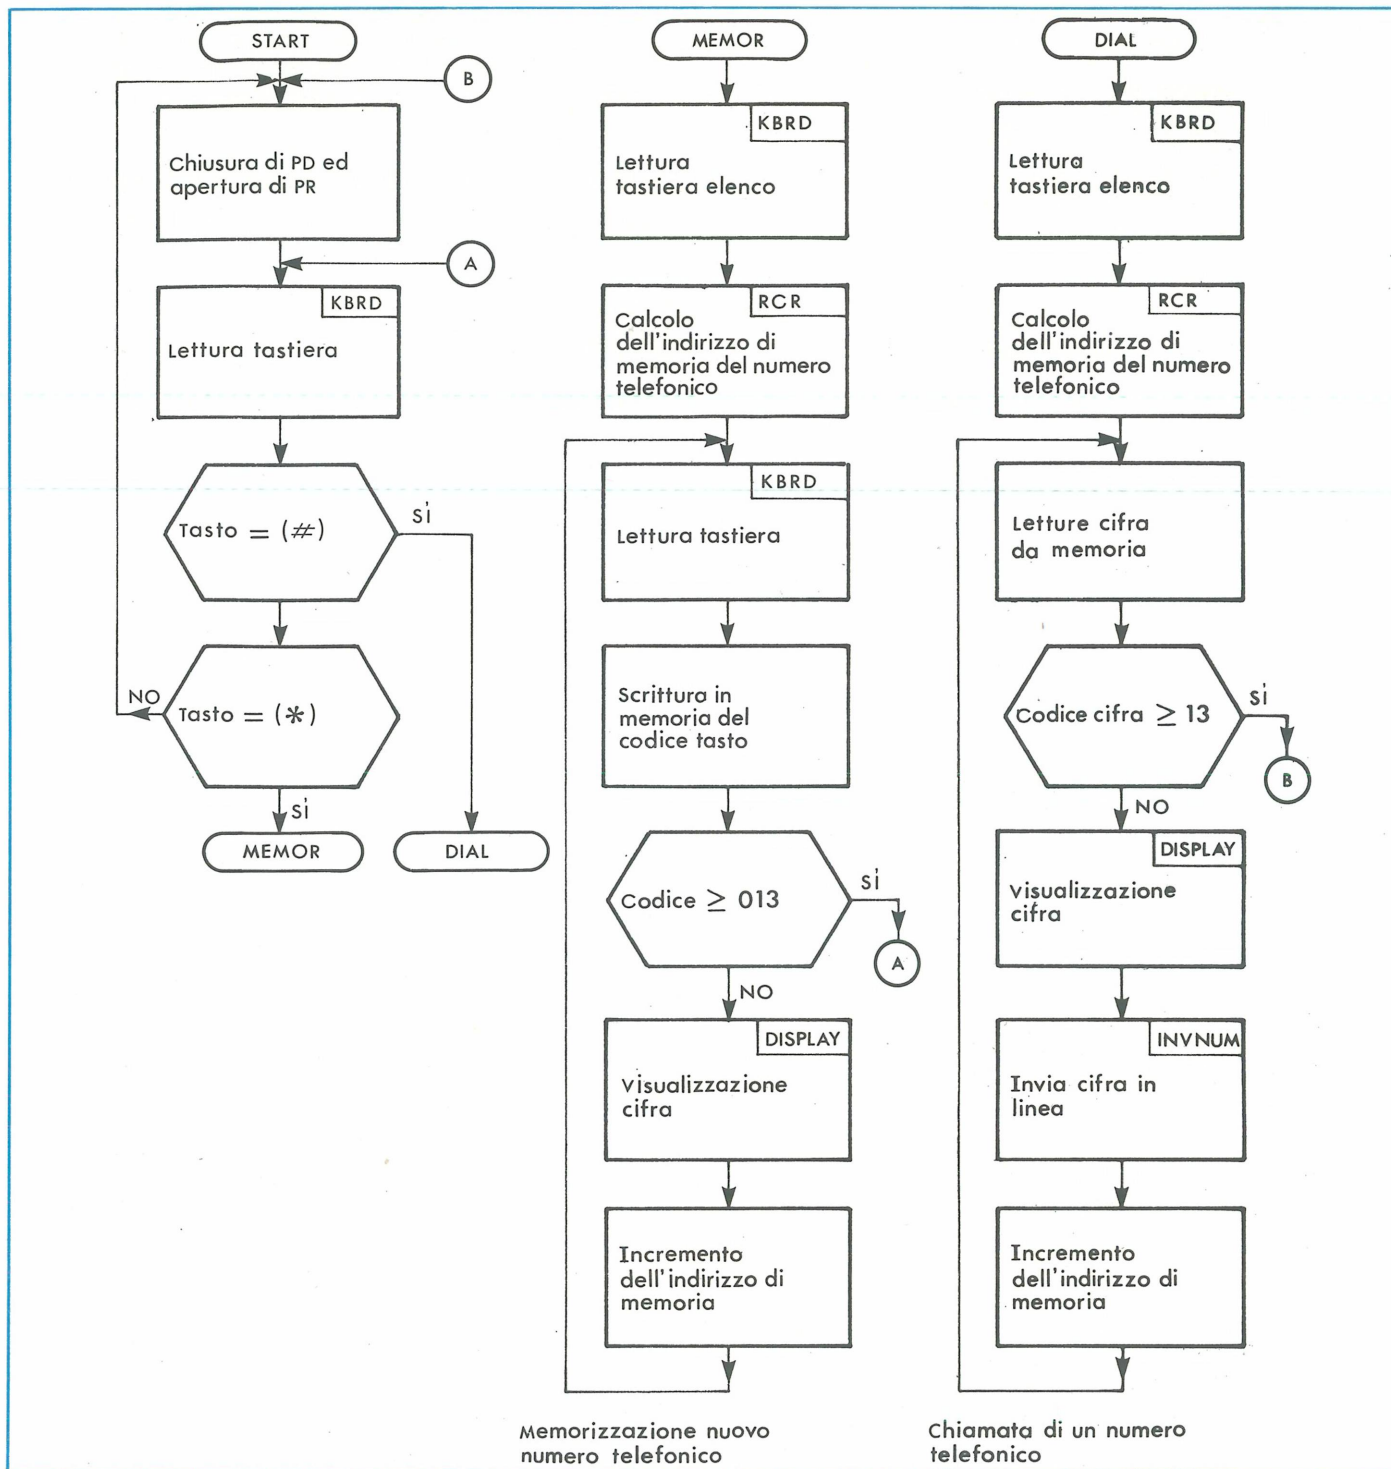 START
B
Chiusura di PD ed
apertura di PR
A
KBRD
Lettura tastiera
Tasto = (#)
SÌ
Tasto = (*)
NO
SÌ
MEMOR
DIAL
MEMOR
KBRD
Lettura
tastiera elenco
RCR
Calcolo
dell'indirizzo di
memoria del numero
telefonico
KBRD
Lettura tastiera
Scrittura in
memoria del
codice tasto
Codice ≥ 013
SÌ
A
NO
DISPLAY
Visualizzazione
cifra
Incremento
dell'indirizzo di
memoria
Memorizzazione nuovo
numero telefonico
DIAL
KBRD
Lettura
tastiera elenco
RCR
Calcolo
dell'indirizzo di
memoria del numero
telefonico
Letture cifra
da memoria
Codice cifra ≥ 13
SÌ
B
NO
DISPLAY
Visualizzazione
cifra
INVNUM
Invia cifra in
linea
Incremento
dell'indirizzo di
memoria
Chiamata di un numero
telefonico